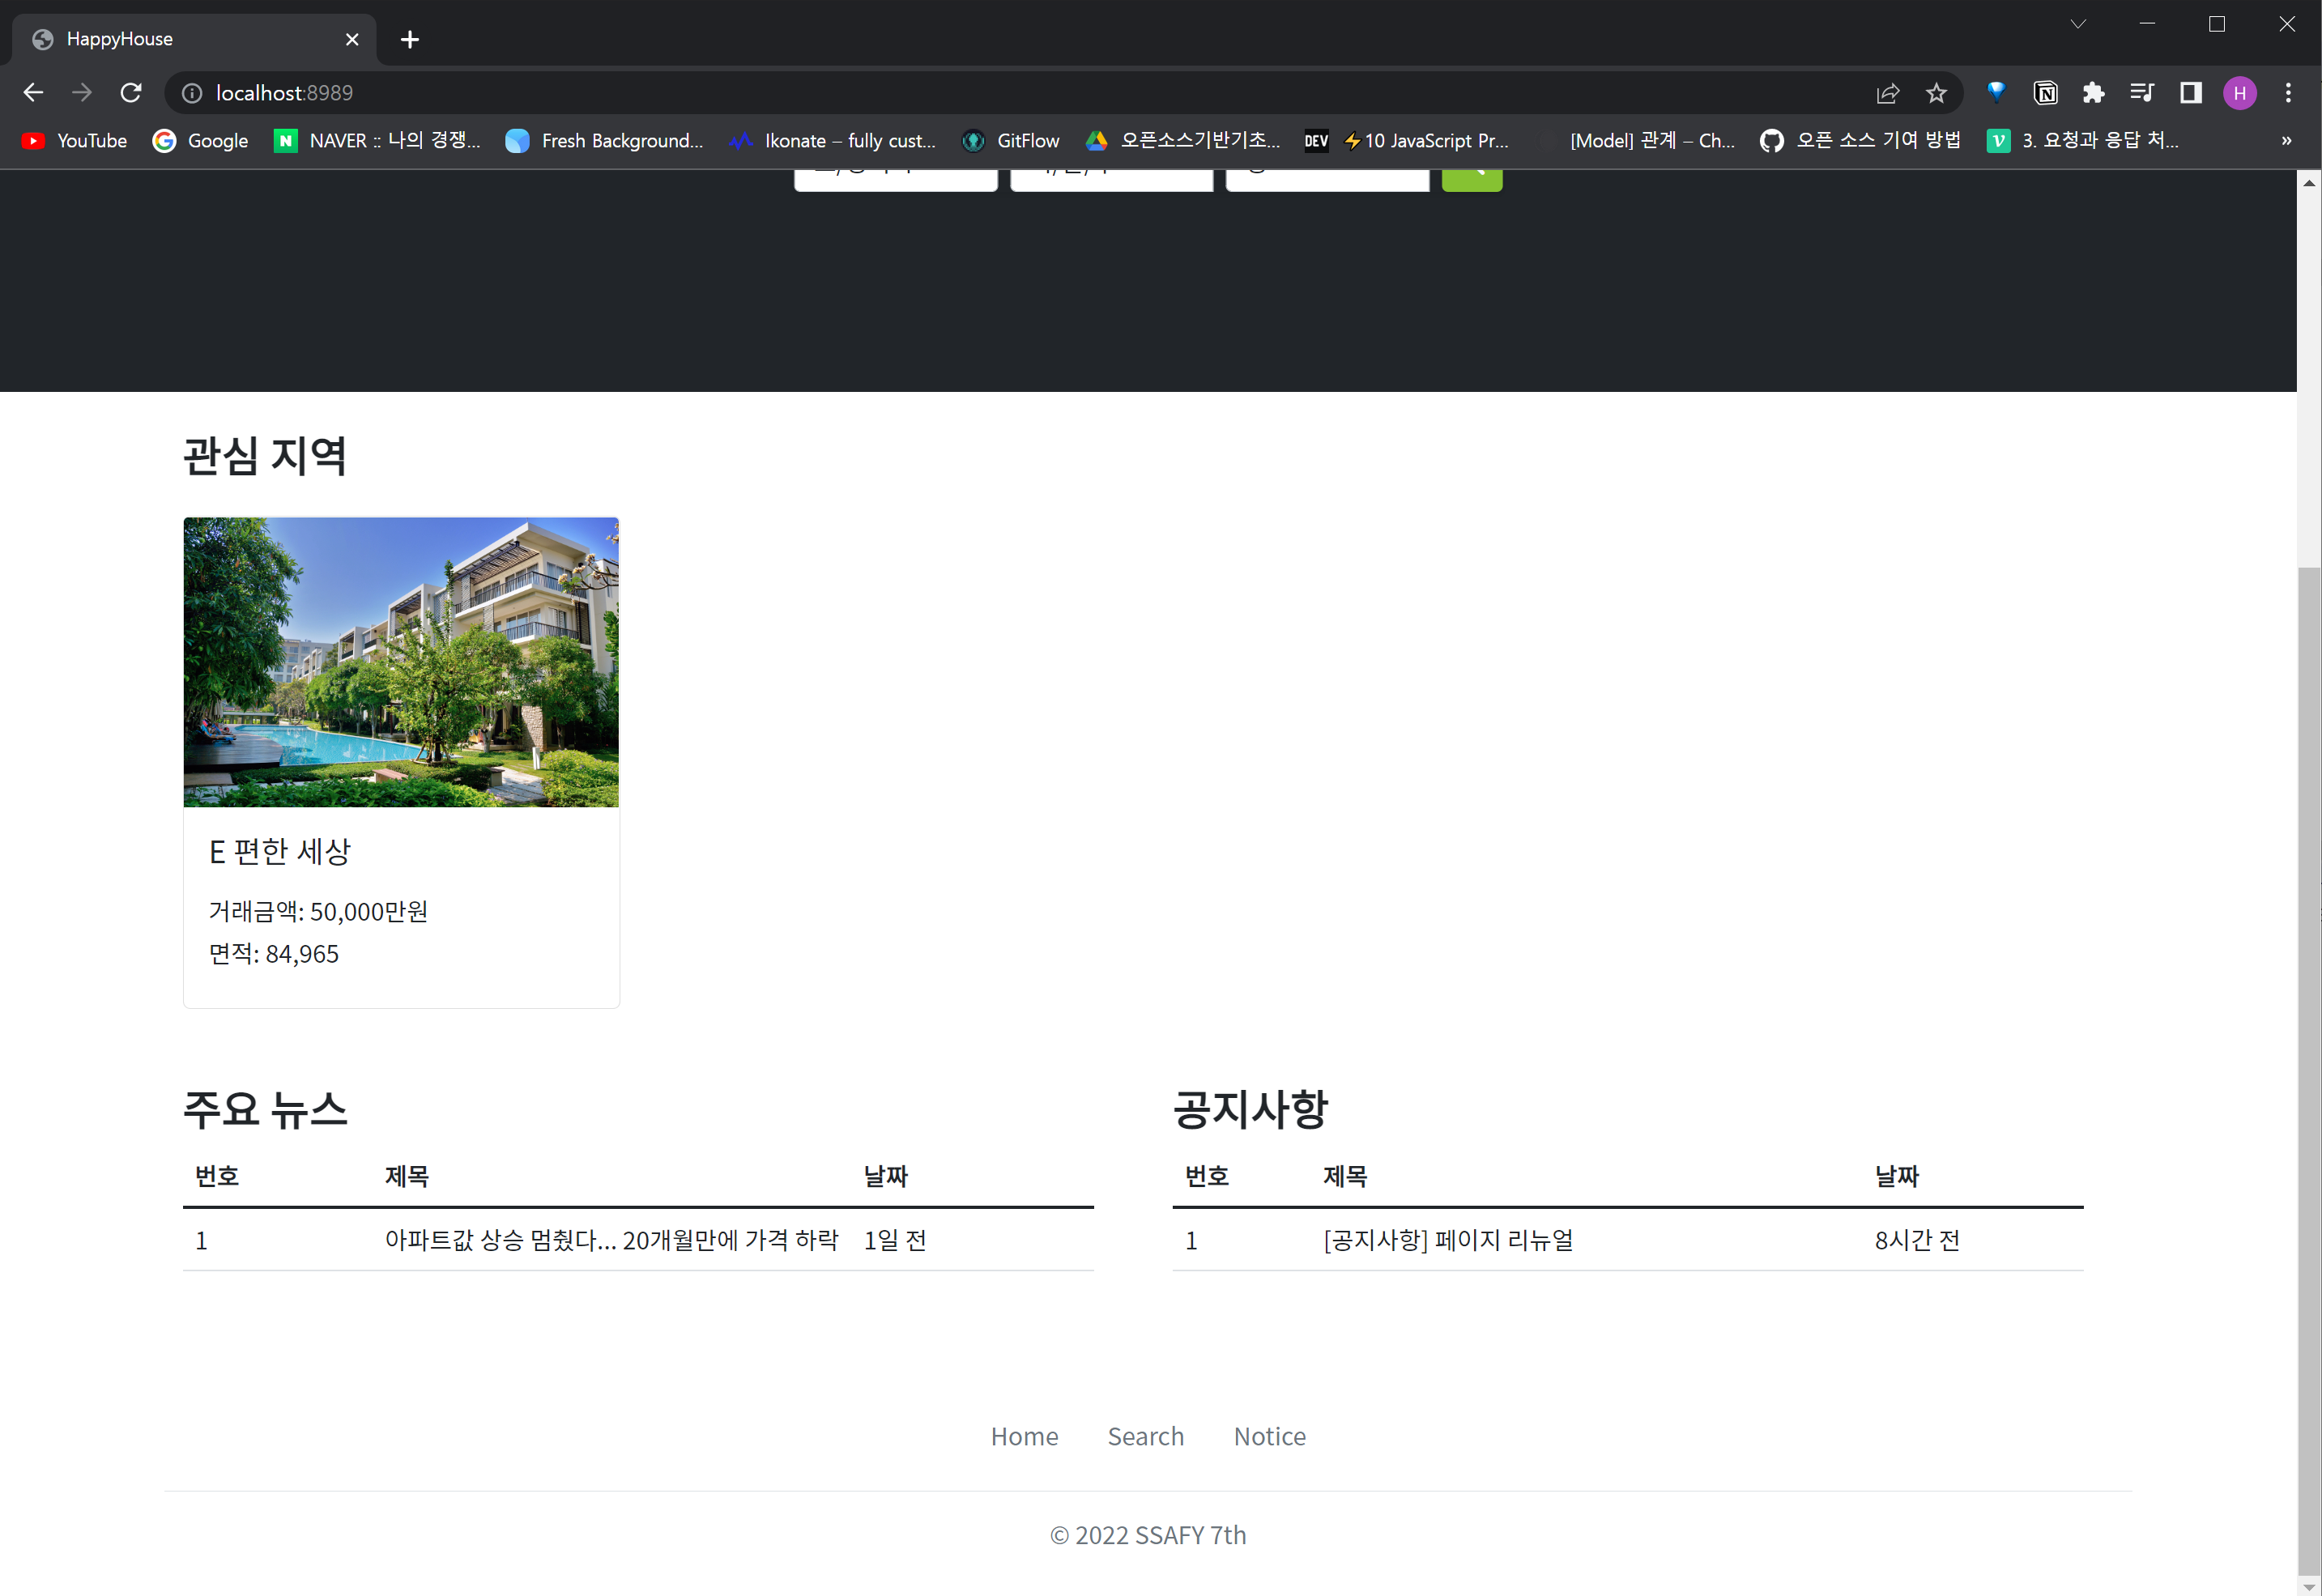 HappyHouse
localhost:8989
YouTube
Google
NAVER :: 나의 경쟁...
Fresh Background...
Ikonate – fully cust...
GitFlow
오픈소스기반기초...
DEV
⚡10 JavaScript Pr...
[Model] 관계 – Ch...
오픈 소스 기여 방법
3. 요청과 응답 처...
»
H
관심 지역
E 편한 세상
거래금액: 50,000만원
면적: 84,965
주요 뉴스
번호 제목 날짜
1 아파트값 상승 멈췄다... 20개월만에 가격 하락 1일 전
공지사항
번호 제목 날짜
1 [공지사항] 페이지 리뉴얼 8시간 전
Home Search Notice
© 2022 SSAFY 7th